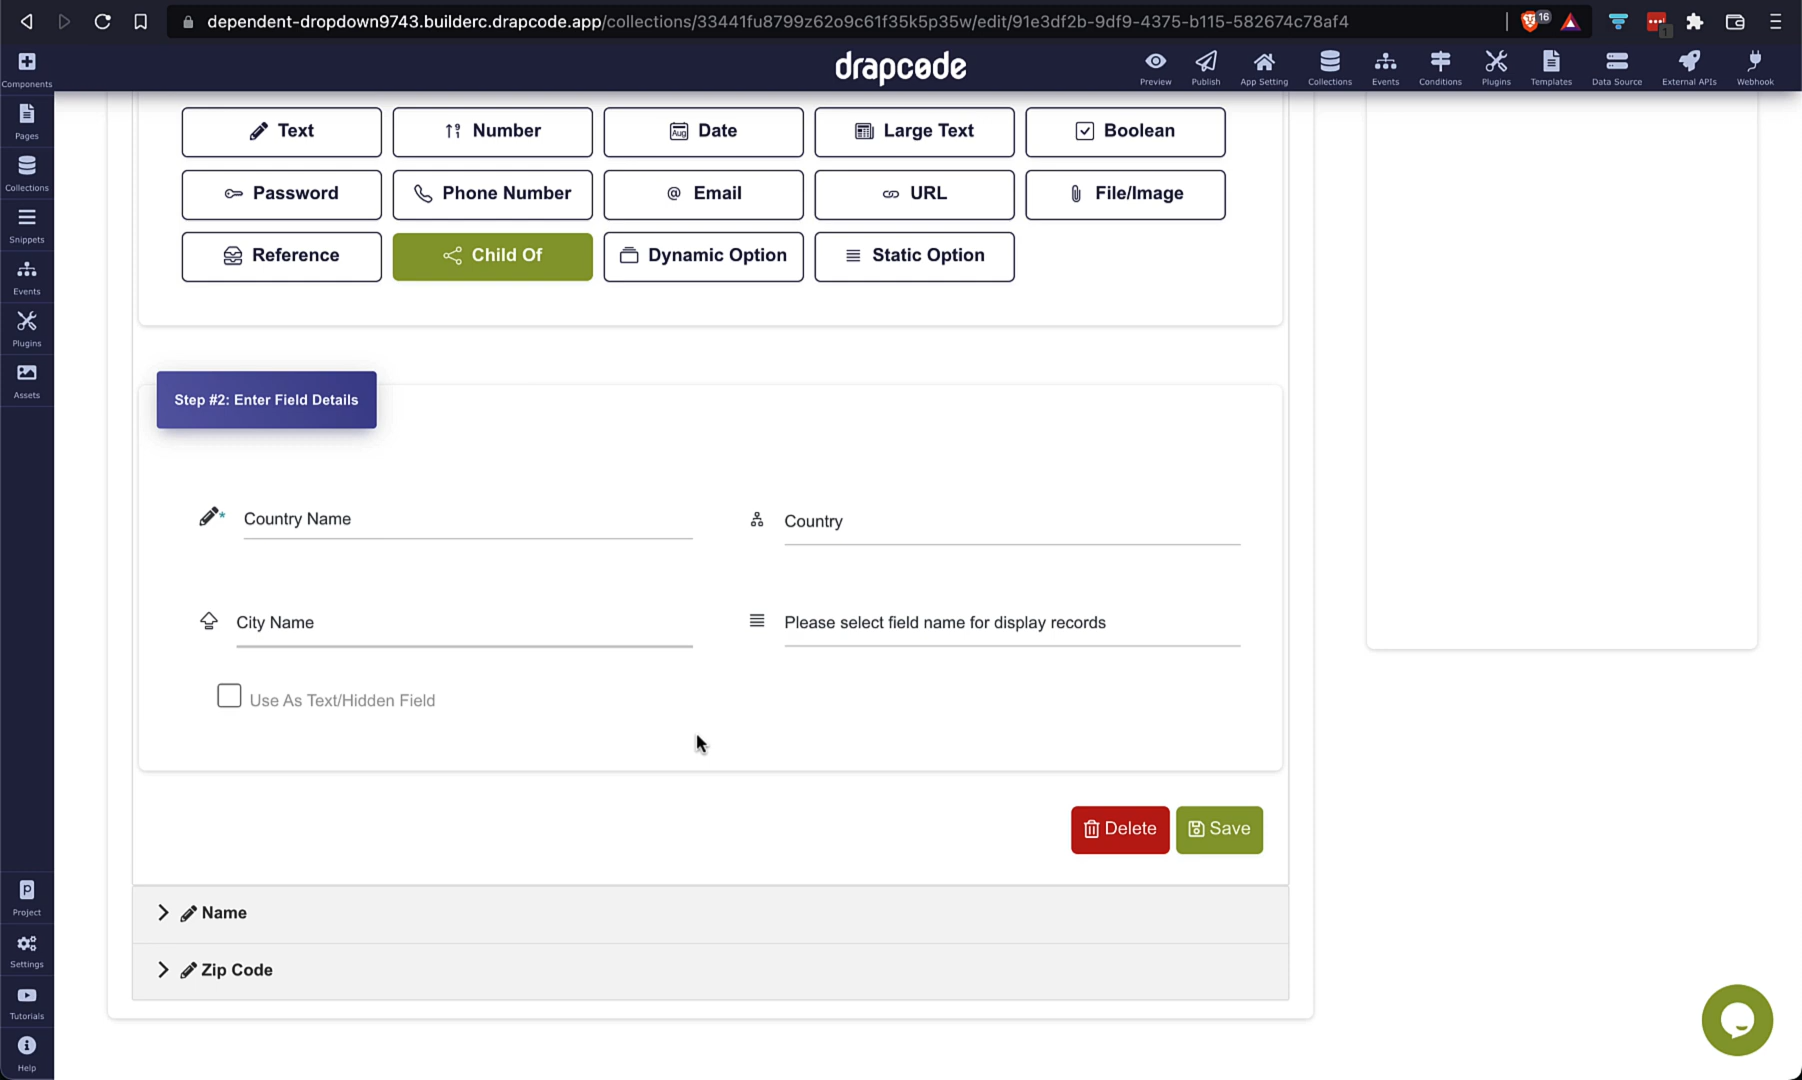 dependent-dropdown9743.builderc.drapcode.app/collections/33441fu8799z62o9c61f35k5p35w/edit/91e3df2b-9df9-4375-b115-582674c78af4
16
1
Components
drapcode
Preview
Publish
App Setting
Collections
Events
Conditions
Plugins
Templates
Data Source
External APIs
Webhook
Pages
Collections
Snippets
Events
Plugins
Assets
Text
Number
Aug Date
Large Text
Boolean
Password
Phone Number
@ Email
URL
File/Image
Reference
Child Of
Dynamic Option
Static Option
Step #2: Enter Field Details
* Country Name
Country
City Name
Please select field name for display records
Use As Text/Hidden Field
Delete
Save
Name
Zip Code
Project
Settings
Tutorials
Help